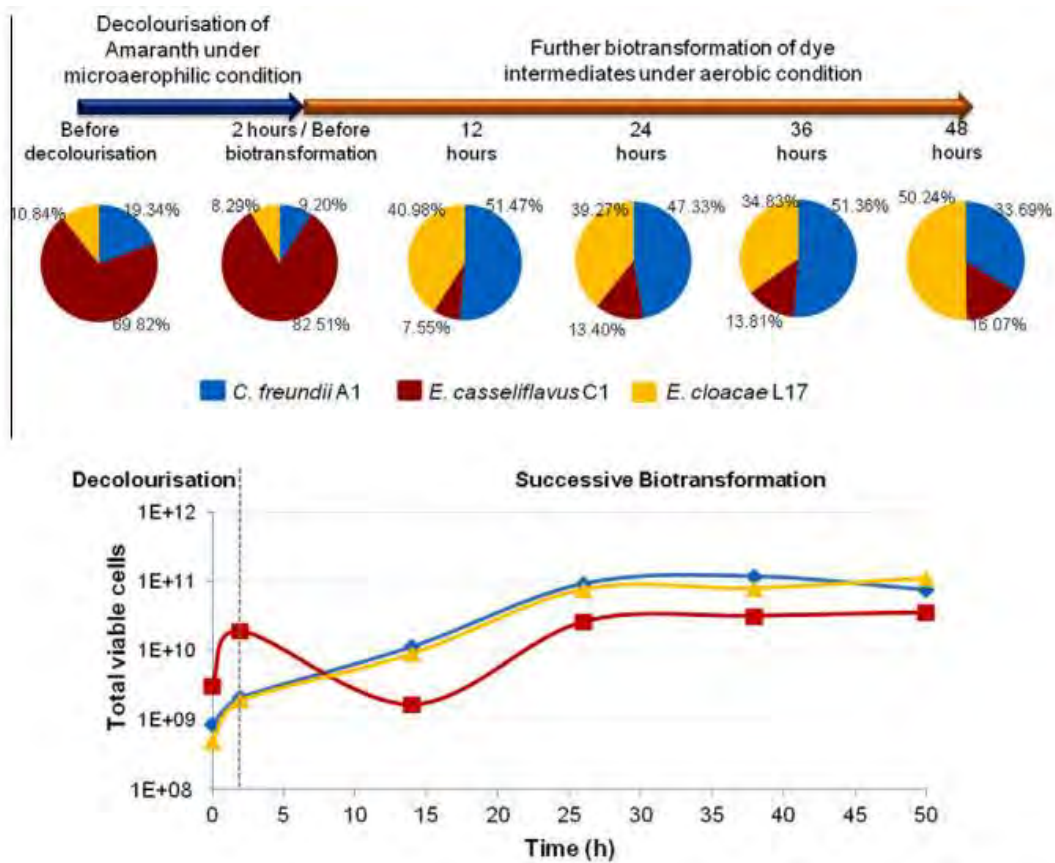 Decolourisation of
Amaranth under
microaerophilic condition
Further biotransformation of dye
intermediates under aerobic condition
Before
decolourisation
2 hours / Before
biotransformation
12
hours
24
hours
36
hours
48
hours
10.84%
19.34%
69.82%
8.29%
9.20%
82.51%
40.98%
51.47%
7.55%
39.27%
47.33%
13.40%
34.83%
51.36%
13.81%
50.24%
33.69%
16.07%
C. freundii A1
E. casseliflavus C1
E. cloacae L17
Decolourisation
Successive Biotransformation
Total viable cells
1E+12
1E+11
1E+10
1E+09
1E+08
0 5 10 15 20 25 30 35 40 45 50
Time (h)